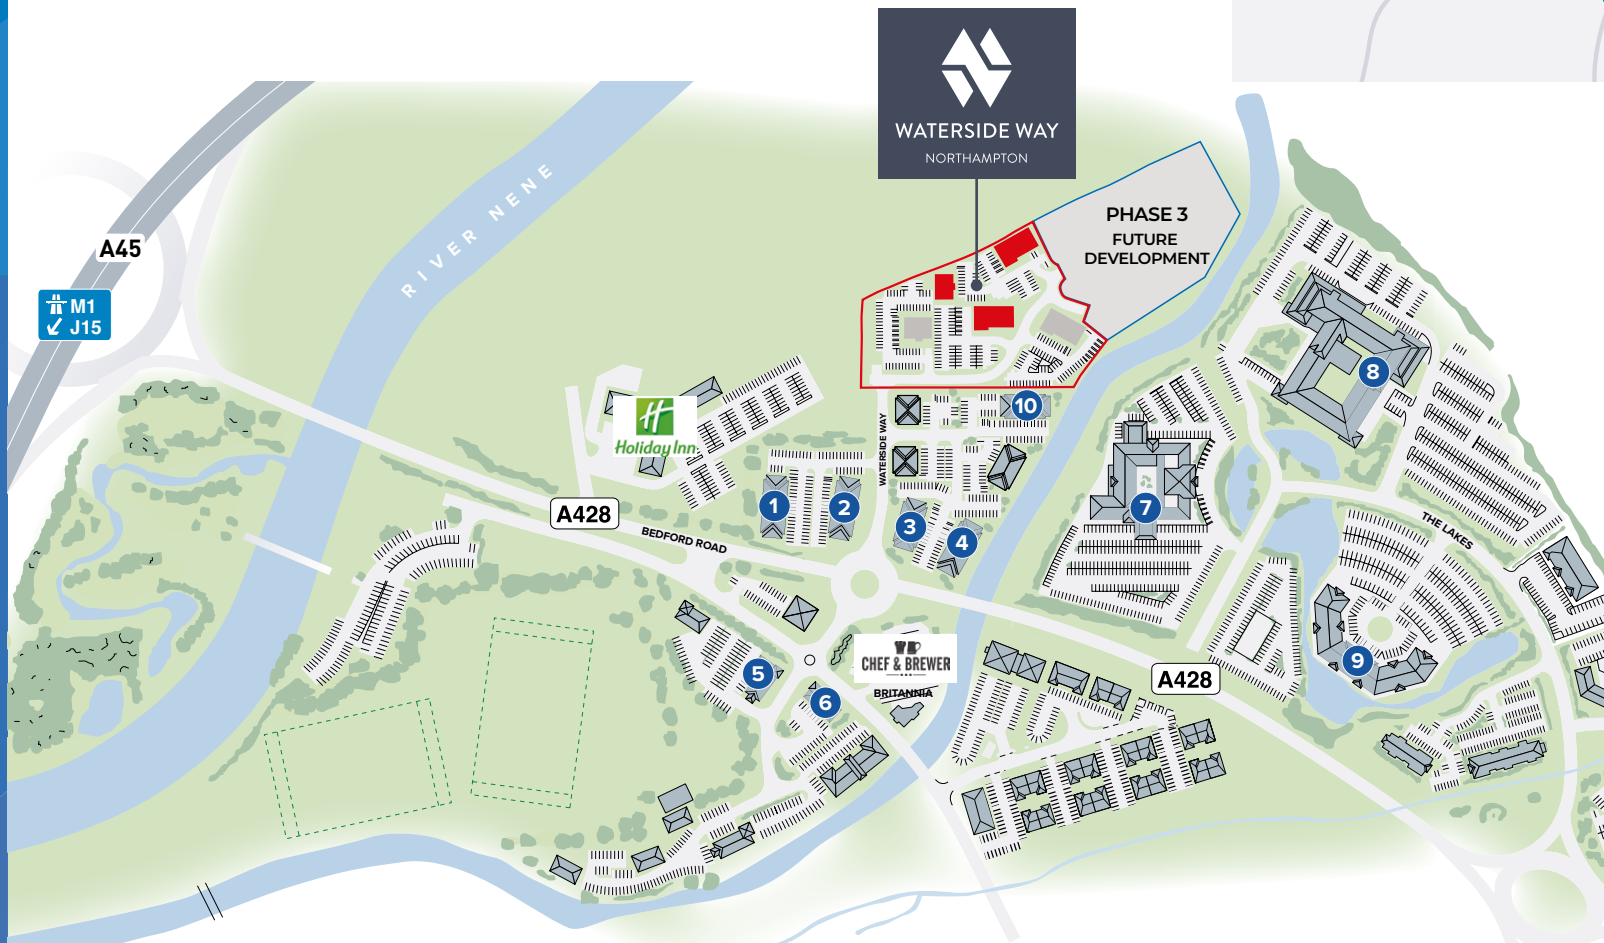 WATERSIDE WAY
NORTHAMPTON
A45
M1
J15
RIVER NENE
PHASE 3
FUTURE
DEVELOPMENT
8
10
Holiday Inn
WATERSIDE WAY
1
2
3
4
7
A428
BEDFORD ROAD
THE LAKES
CHEF & BREWER
BRITANNIA
5
6
9
A428